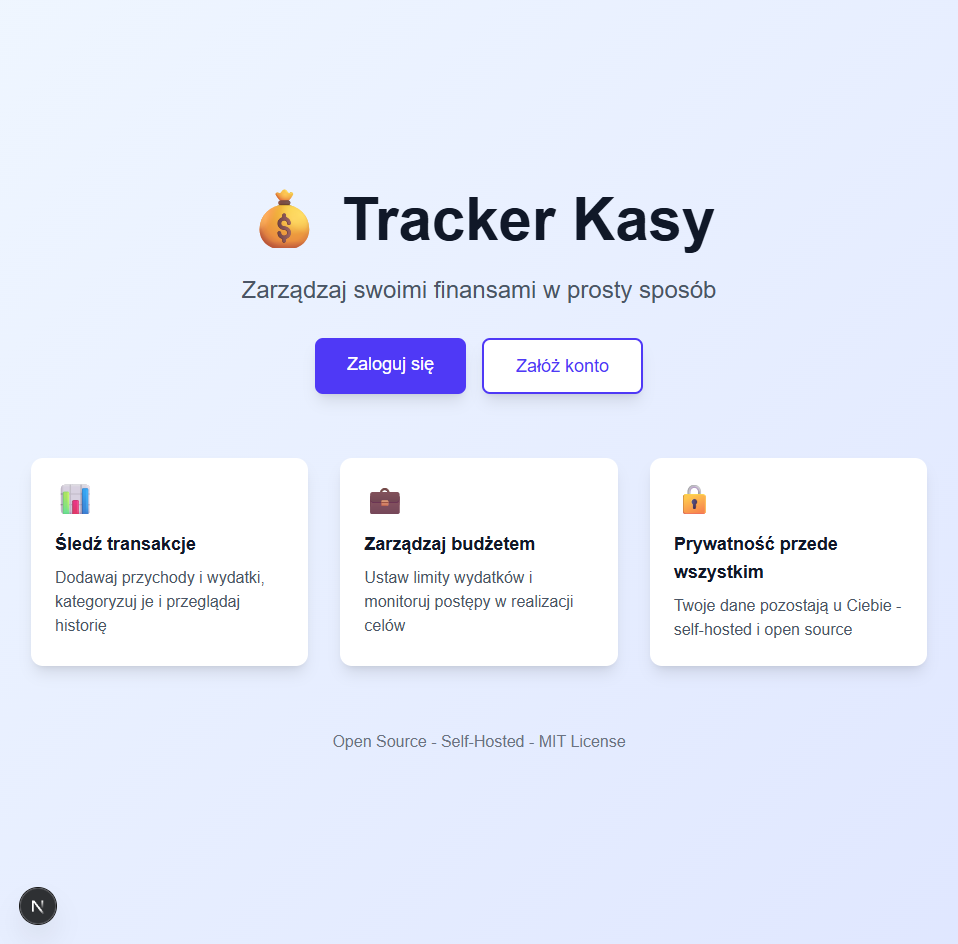 Tracker Kasy
Zarządzaj swoimi finansami w prosty sposób
Zaloguj się
Załóż konto
Śledź transakcje
Dodawaj przychody i wydatki,
kategoryzuj je i przeglądaj
historię
Zarządzaj budżetem
Ustaw limity wydatków i
monitoruj postępy w realizacji
celów
Prywatność przede
wszystkim
Twoje dane pozostają u Ciebie -
self-hosted i open source
Open Source - Self-Hosted - MIT License
N